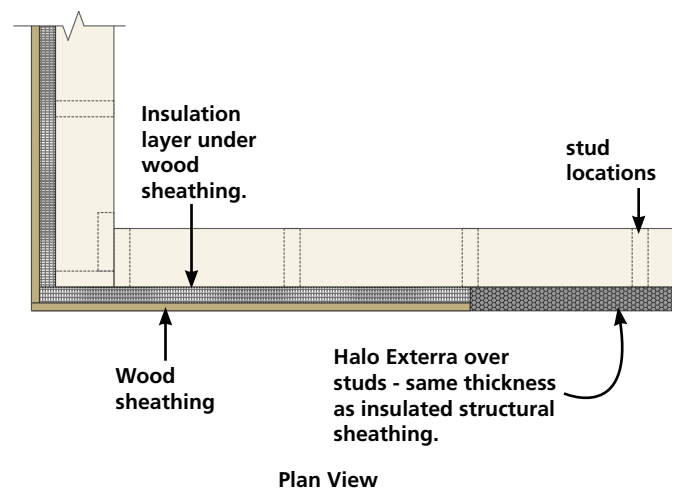 Insulation
layer under
wood
sheathing.
stud
locations
Wood
sheathing
Halo Exterra over
studs - same thickness
as insulated structural
sheathing.
Plan View